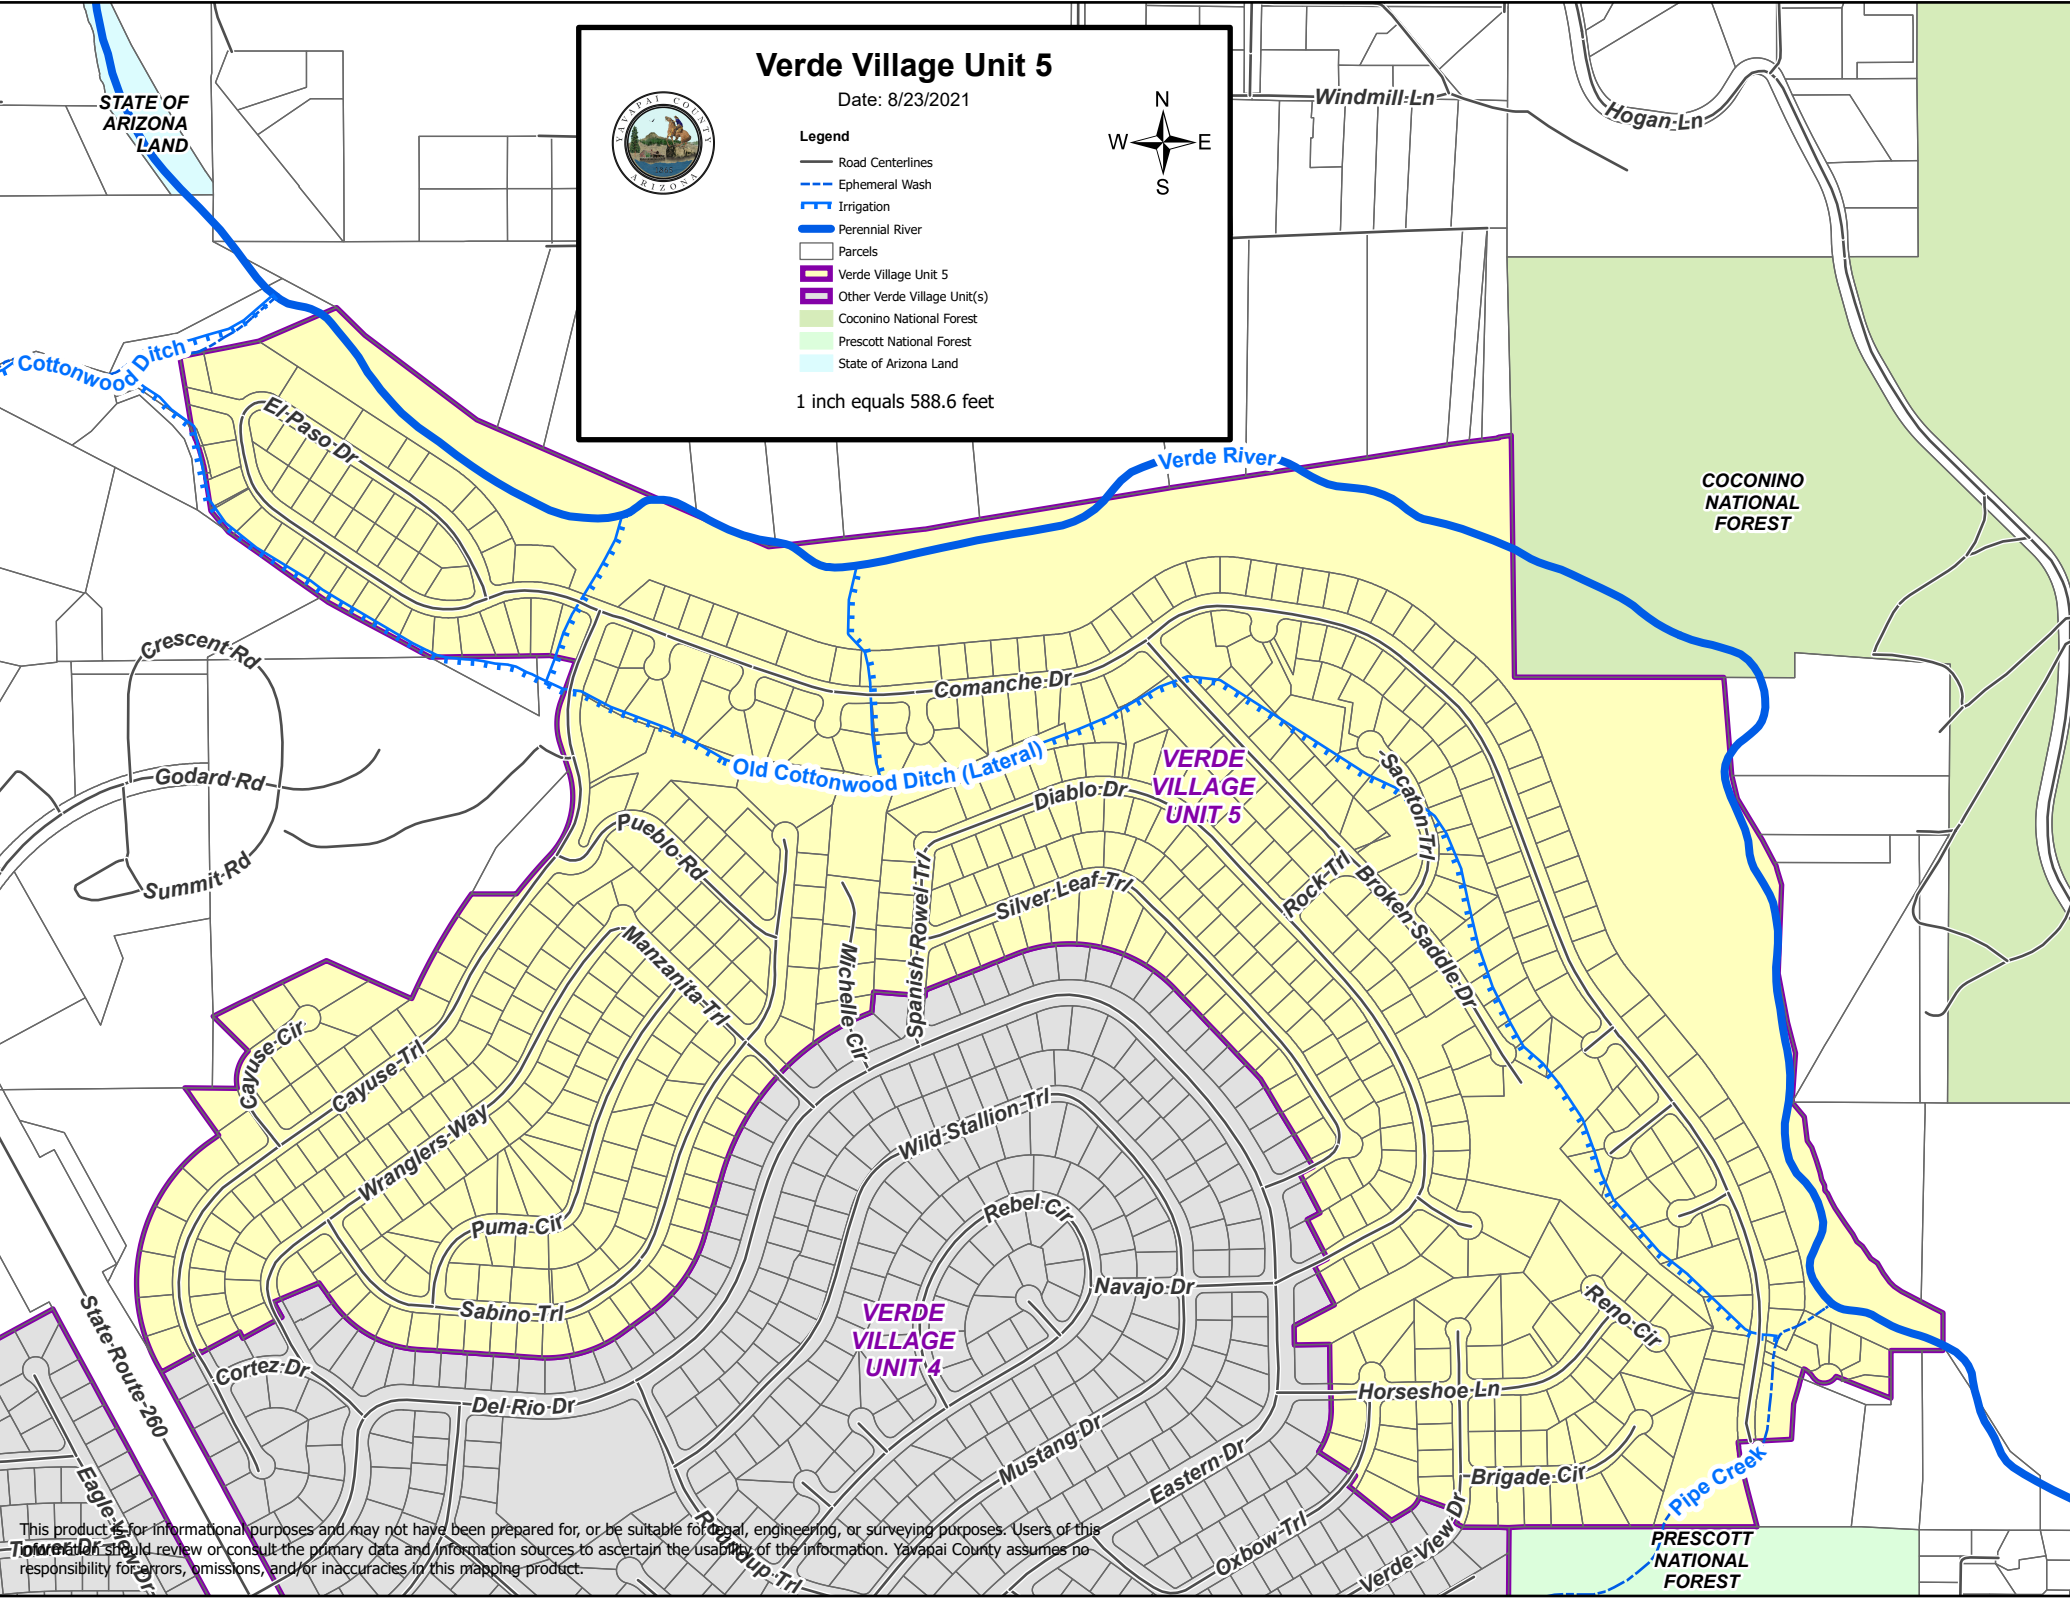 Verde Village Unit 5
Date: 8/23/2021
YAVAPAI COUNTY
ARIZONA
N
W
E
S
Legend
Road Centerlines
Ephemeral Wash
Irrigation
Perennial River
Parcels
Verde Village Unit 5
Other Verde Village Unit(s)
Coconino National Forest
Prescott National Forest
State of Arizona Land
1 inch equals 588.6 feet
STATE OF
ARIZONA
LAND
Windmill Ln
Hogan Ln
Cottonwood Ditch
El Paso Dr
Verde River
COCONINO
NATIONAL
FOREST
Crescent Rd
Godard Rd
Summit Rd
Comanche Dr
Old Cottonwood Ditch (Lateral)
VERDE
VILLAGE
UNIT 5
Diablo Dr
Sacaton Trl
Pueblo Rd
Silver Leaf Trl
Rock Trl
Broken Saddle Dr
Spanish Rowel Trl
Manzanita Trl
Michelle Cir
Cayuse Cir
Cayuse Trl
Wranglers Way
Wild Stallion Trl
Puma Cir
Rebel Cir
Sabino Trl
Navajo Dr
VERDE
VILLAGE
UNIT 4
Reno Cir
State Route 260
Cortez Dr
Del Rio Dr
Horseshoe Ln
Mustang Dr
Eastern Dr
Brigade Cir
Pipe Creek
Eagle View Dr
Tower Dr
Roundup Trl
Oxbow Trl
Verde View Dr
PRESCOTT
NATIONAL
FOREST
This product is for informational purposes and may not have been prepared for, or be suitable for legal, engineering, or surveying purposes. Users of this
information should review or consult the primary data and information sources to ascertain the usability of the information. Yavapai County assumes no
responsibility for errors, omissions, and/or inaccuracies in this mapping product.